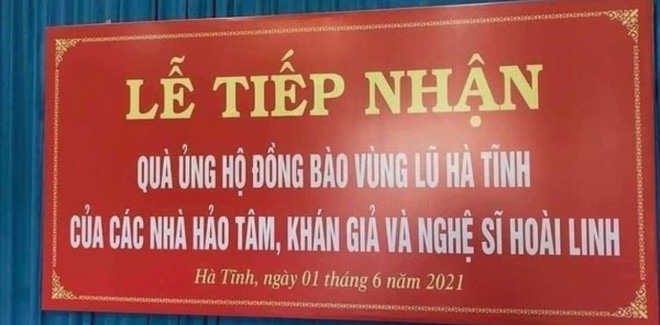 LỄ TIẾP NHẬN
QUÀ ỦNG HỘ ĐỒNG BÀO VÙNG LŨ HÀ TĨNH
CỦA CÁC NHÀ HẢO TÂM, KHÁN GIẢ VÀ NGHỆ SĨ HOÀI LINH
Hà Tĩnh, ngày 01 tháng 6 năm 2021